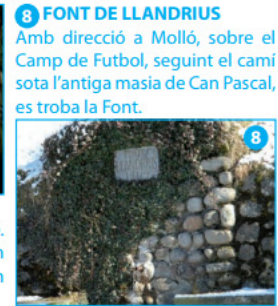 8 FONT DE LLANDRIUS
Amb direcció a Molló, sobre el
Camp de Futbol, seguint el camí
sota l'antiga masia de Can Pascal,
es troba la Font.
8